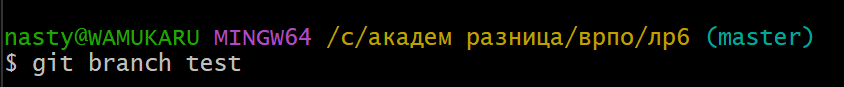 nasty@WAMUKARU MINGW64 /c/академ разница/врпо/лр6 (master)
$ git branch test